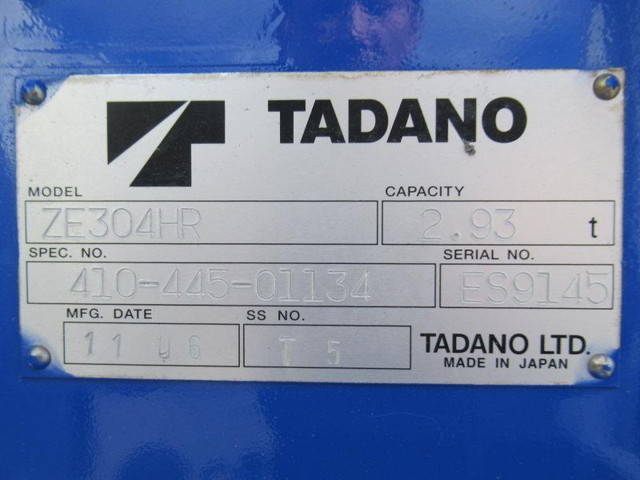 TADANO
MODEL CAPACITY
ZE304HR 2.93 t
SPEC. NO. SERIAL NO.
410-445-01134 ES9145
MFG. DATE SS NO.
11 06 T 5
TADANO LTD.
MADE IN JAPAN